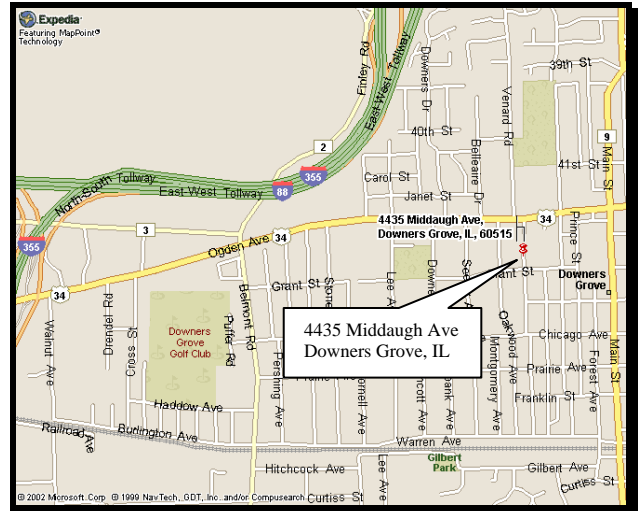 Expedia
Featuring MapPoint®
Technology
Finley Rd
East-West Tollway
Downers Dr
Venard Rd
39th St
2
9
40th St
Belleaire Dr
Main St
355
88
Carol St
41st St
North-South Tollway
East-West Tollway
Janet St
34
4435 Middaugh Ave,
Downers Grove, IL, 60515
Prince St
3
Ogden Ave
34
355
34
Grant St
Lee Ave
Downers
Grove
Walnut Ave
Drendel Rd
Cross St
Downers
Grove
Golf Club
Puffer Rd
Belmont Rd
4435 Middaugh Ave
Downers Grove, IL
Oakwood Ave
Chicago Ave
Main St
Pershing Ave
Montgomery Ave
Prairie Ave
Forest Ave
Franklin St
Haddow Ave
Railroad Ave
Burlington Ave
Warren Ave
Gilbert
Park
Hitchcock Ave
Lee Ave
Gilbert Ave
Curtiss St
Curtiss St
© 2002 Microsoft Corp © 1999 NavTech, GDT, Inc. and/or Compusearch